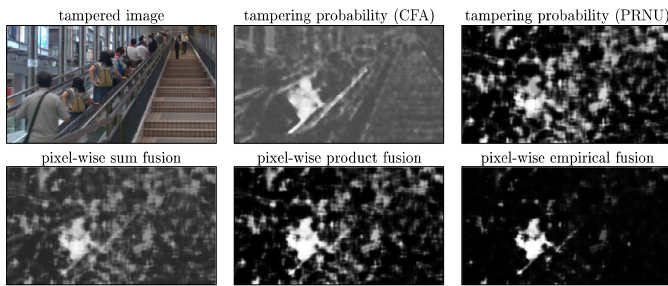 tampered image
tampering probability (CFA)
tampering probability (PRNU)
pixel-wise sum fusion
pixel-wise product fusion
pixel-wise empirical fusion